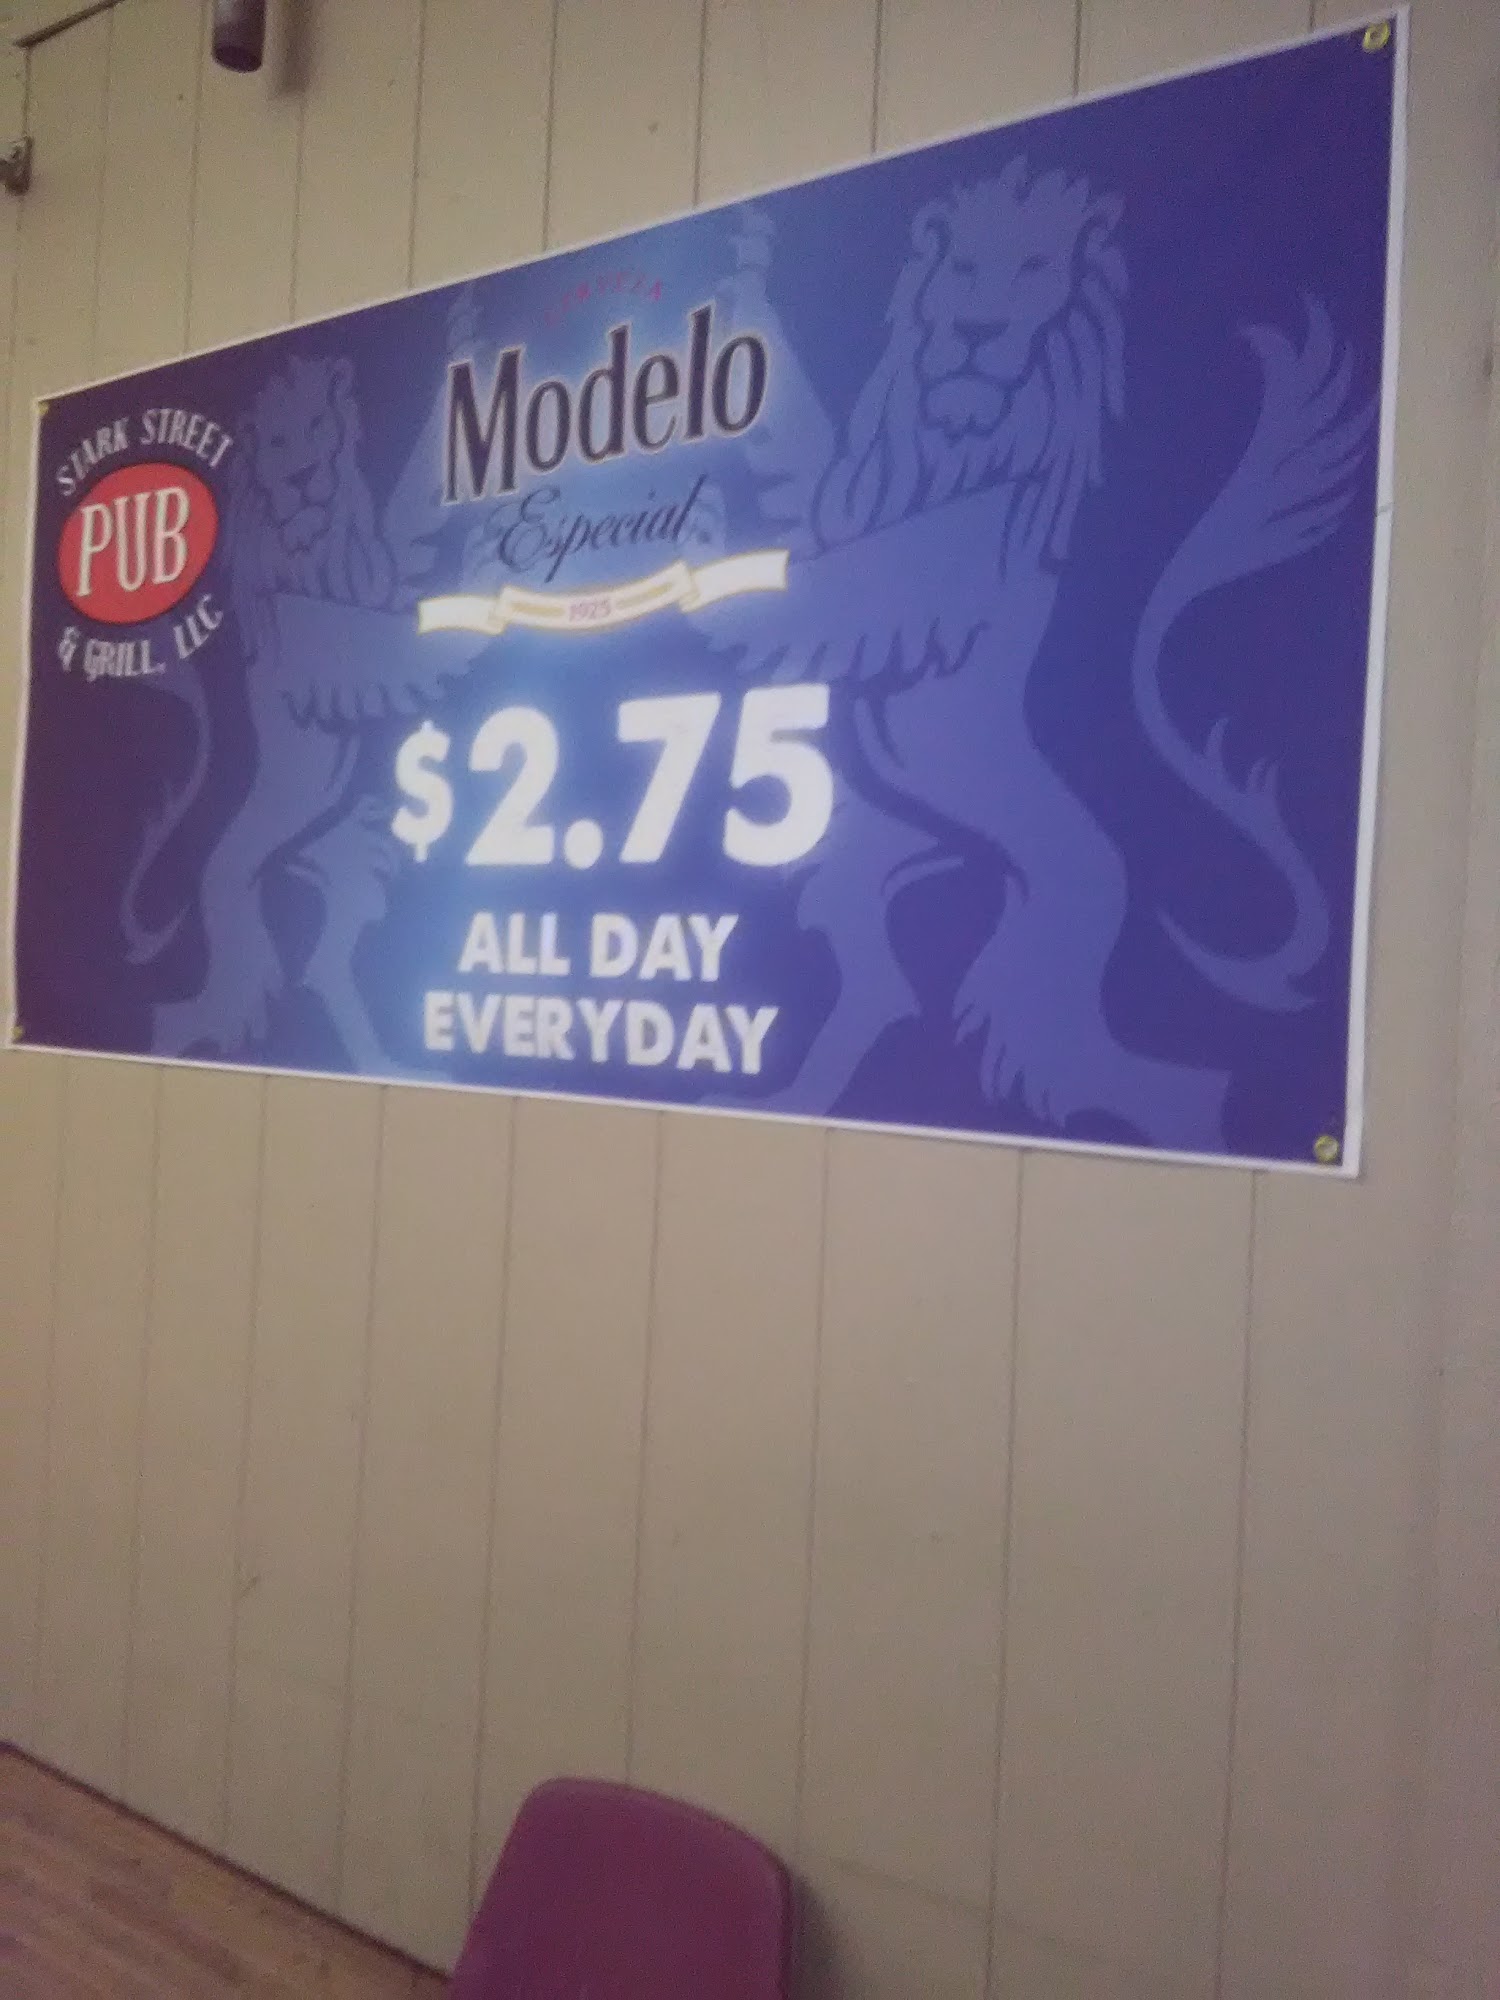 STARK STREET
PUB
& GRILL, LLC
CERVEZA
Modelo
Especial
1925
$2.75
ALL DAY
EVERYDAY